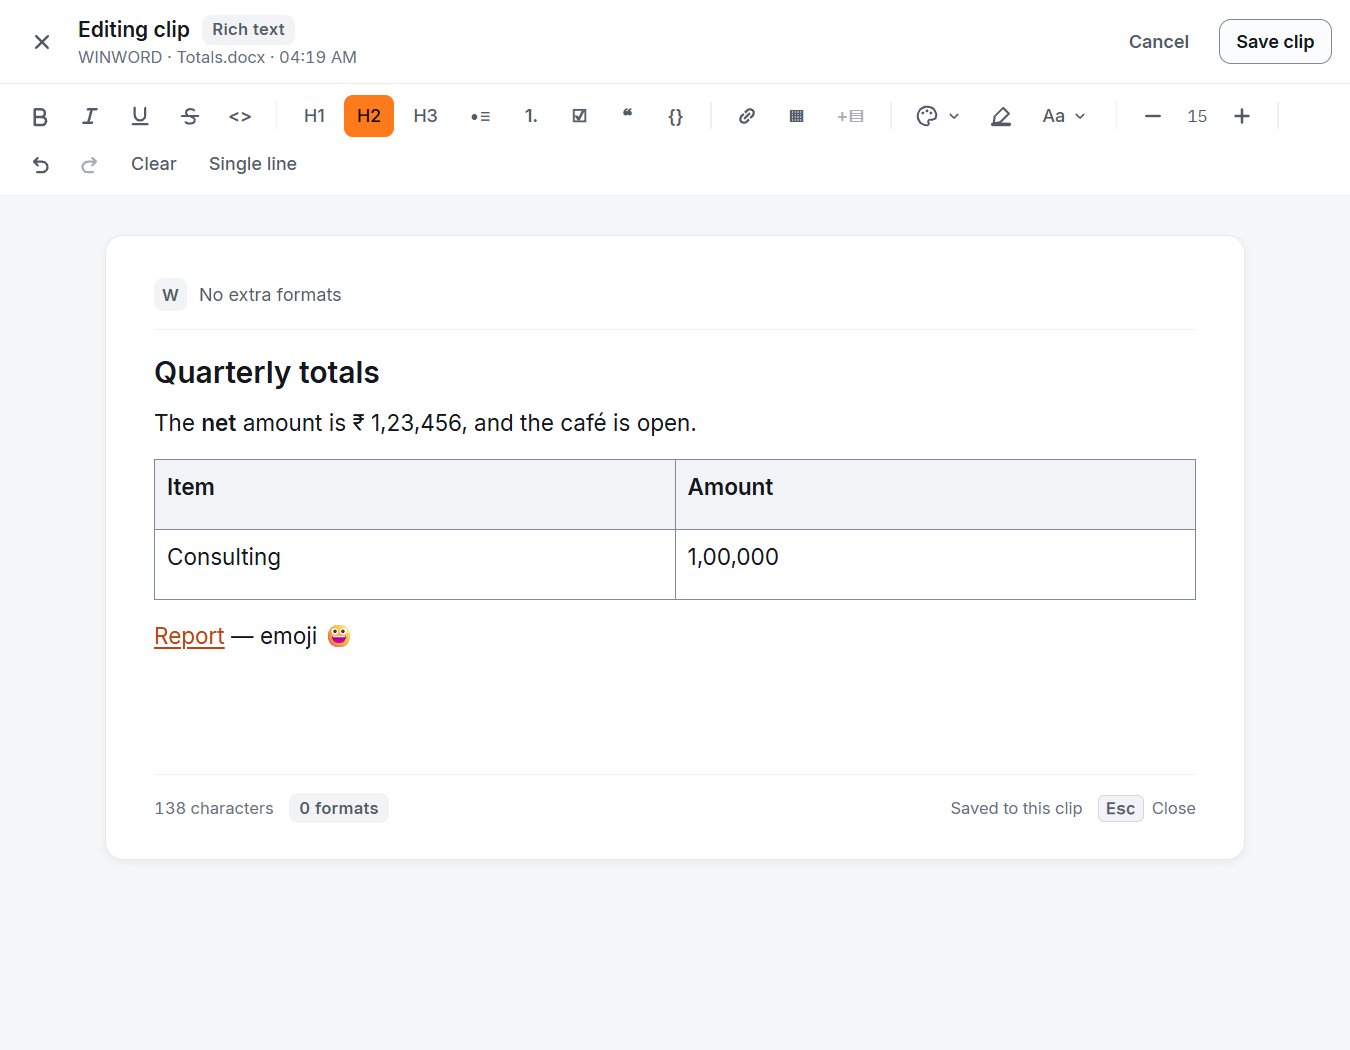 Editing clip Rich text
WINWORD · Totals.docx · 04:19 AM
Cancel Save clip
B I U S <> H1 H2 H3 1. ❝ {} Aa — 15 +
Clear Single line
W No extra formats
Quarterly totals
The net amount is ₹ 1,23,456, and the café is open.
Item Amount
Consulting 1,00,000
Report — emoji 😀
138 characters 0 formats Saved to this clip Esc Close